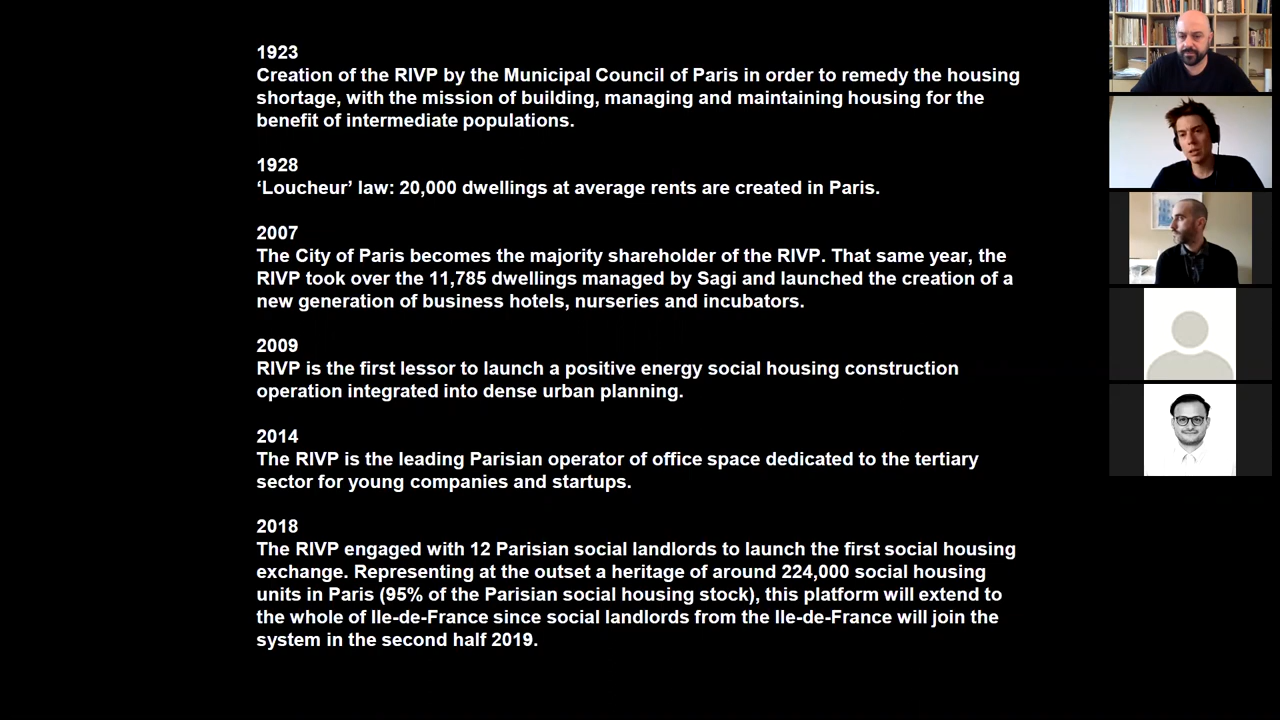 1923
Creation of the RIVP by the Municipal Council of Paris in order to remedy the housing
shortage, with the mission of building, managing and maintaining housing for the
benefit of intermediate populations.
1928
‘Loucheur’ law: 20,000 dwellings at average rents are created in Paris.
2007
The City of Paris becomes the majority shareholder of the RIVP. That same year, the
RIVP took over the 11,785 dwellings managed by Sagi and launched the creation of a
new generation of business hotels, nurseries and incubators.
2009
RIVP is the first lessor to launch a positive energy social housing construction
operation integrated into dense urban planning.
2014
The RIVP is the leading Parisian operator of office space dedicated to the tertiary
sector for young companies and startups.
2018
The RIVP engaged with 12 Parisian social landlords to launch the first social housing
exchange. Representing at the outset a heritage of around 224,000 social housing
units in Paris (95% of the Parisian social housing stock), this platform will extend to
the whole of Ile-de-France since social landlords from the Ile-de-France will join the
system in the second half 2019.